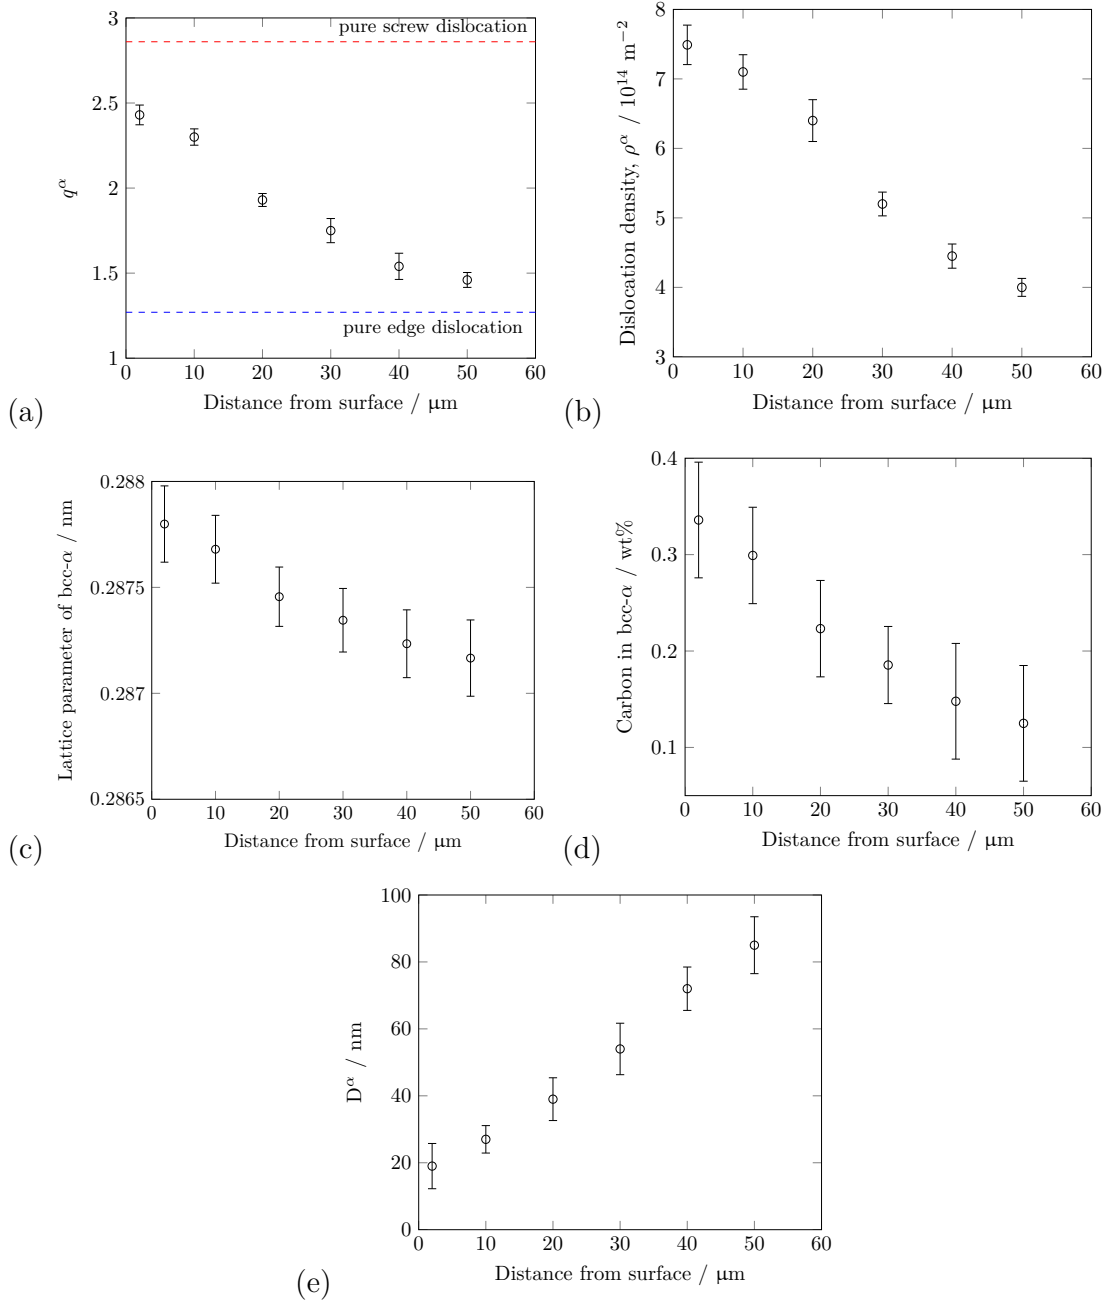 pure screw dislocation
pure edge dislocation
3
2.5
2
1.5
1
0 10 20 30 40 50 60
q^α
Distance from surface / μm
(a)
8
7
6
5
4
3
0 10 20 30 40 50 60
Dislocation density, ρ^α / 10^14 m^−2
Distance from surface / μm
(b)
0.288
0.2875
0.287
0.2865
0 10 20 30 40 50 60
Lattice parameter of bcc-α / nm
Distance from surface / μm
(c)
0.4
0.3
0.2
0.1
0 10 20 30 40 50 60
Carbon in bcc-α / wt%
Distance from surface / μm
(d)
100
80
60
40
20
0
0 10 20 30 40 50 60
D^α / nm
Distance from surface / μm
(e)